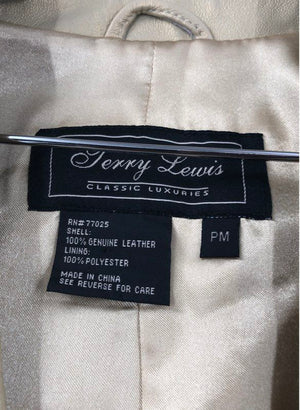 Terry Lewis
CLASSIC LUXURIES
RN# 77025
SHELL:
100% GENUINE LEATHER
LINING:
100% POLYESTER
MADE IN CHINA
SEE REVERSE FOR CARE
PM